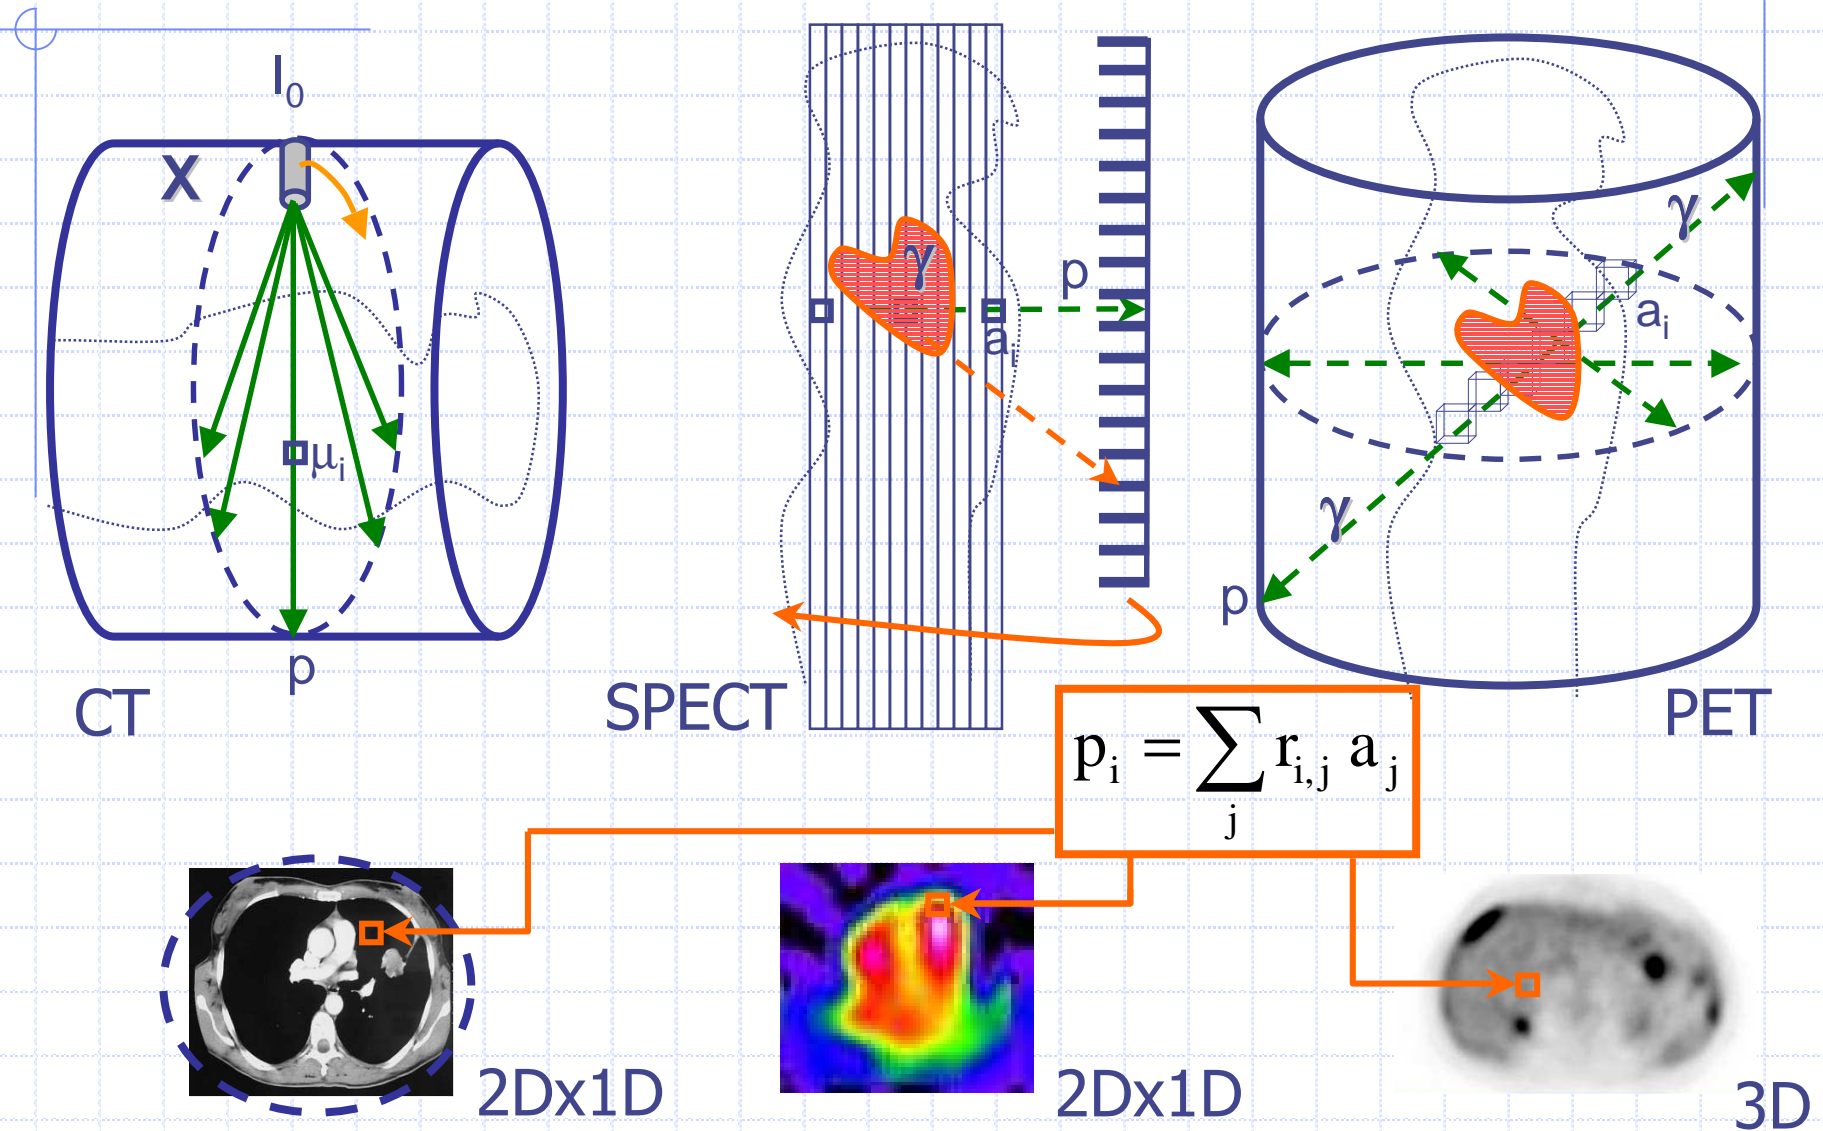 I₀
X
μᵢ
p
CT
γ
p
aᵢ
SPECT
γ
aᵢ
γ
p
PET
pᵢ = ∑ⱼ rᵢ,ⱼ aⱼ
2Dx1D
2Dx1D
3D